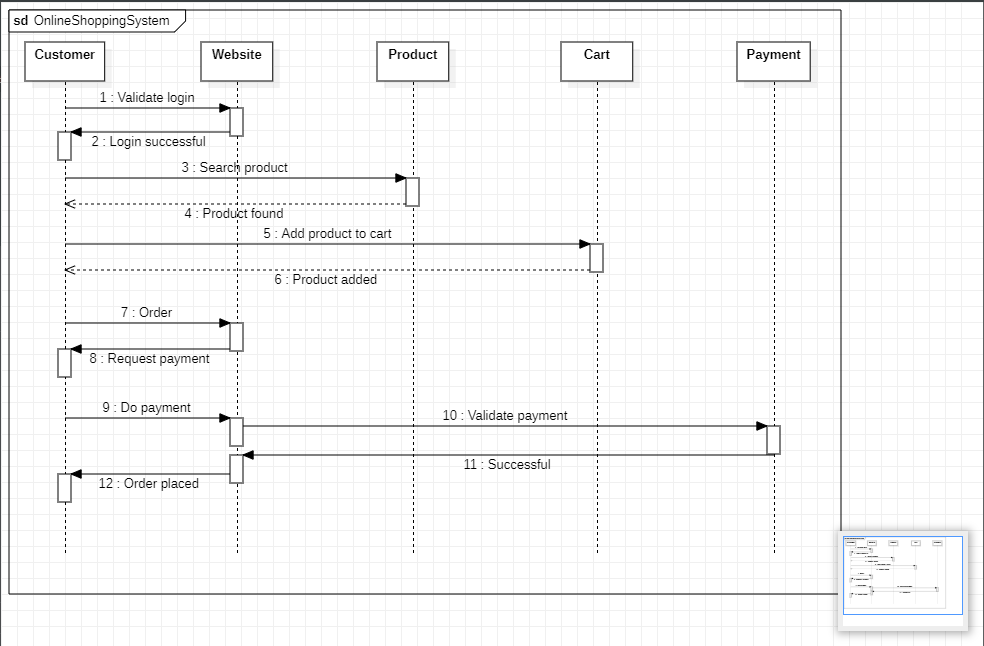 sd OnlineShoppingSystem
Customer Website Product Cart Payment
1 : Validate login
2 : Login successful
3 : Search product
4 : Product found
5 : Add product to cart
6 : Product added
7 : Order
8 : Request payment
9 : Do payment
10 : Validate payment
11 : Successful
12 : Order placed